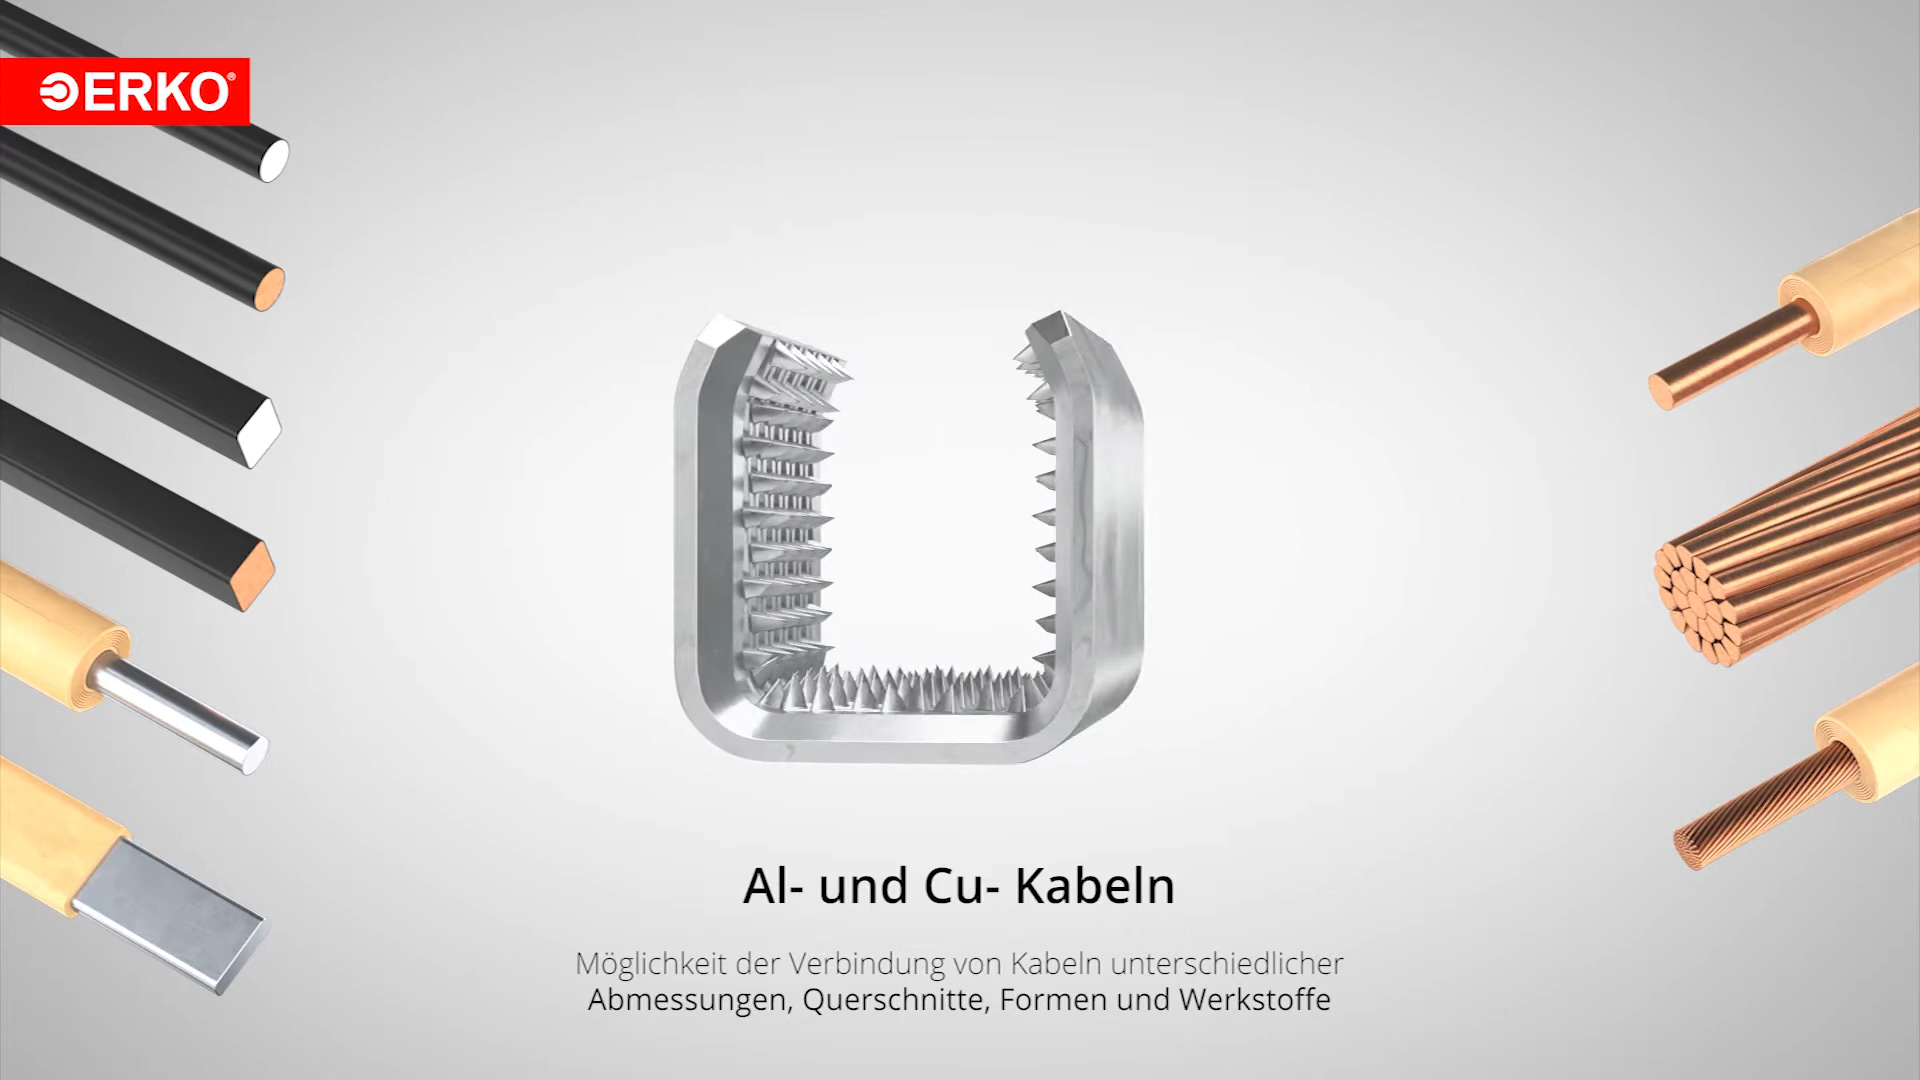 ERKO®
Al- und Cu- Kabeln
Möglichkeit der Verbindung von Kabeln unterschiedlicher
Abmessungen, Querschnitte, Formen und Werkstoffe